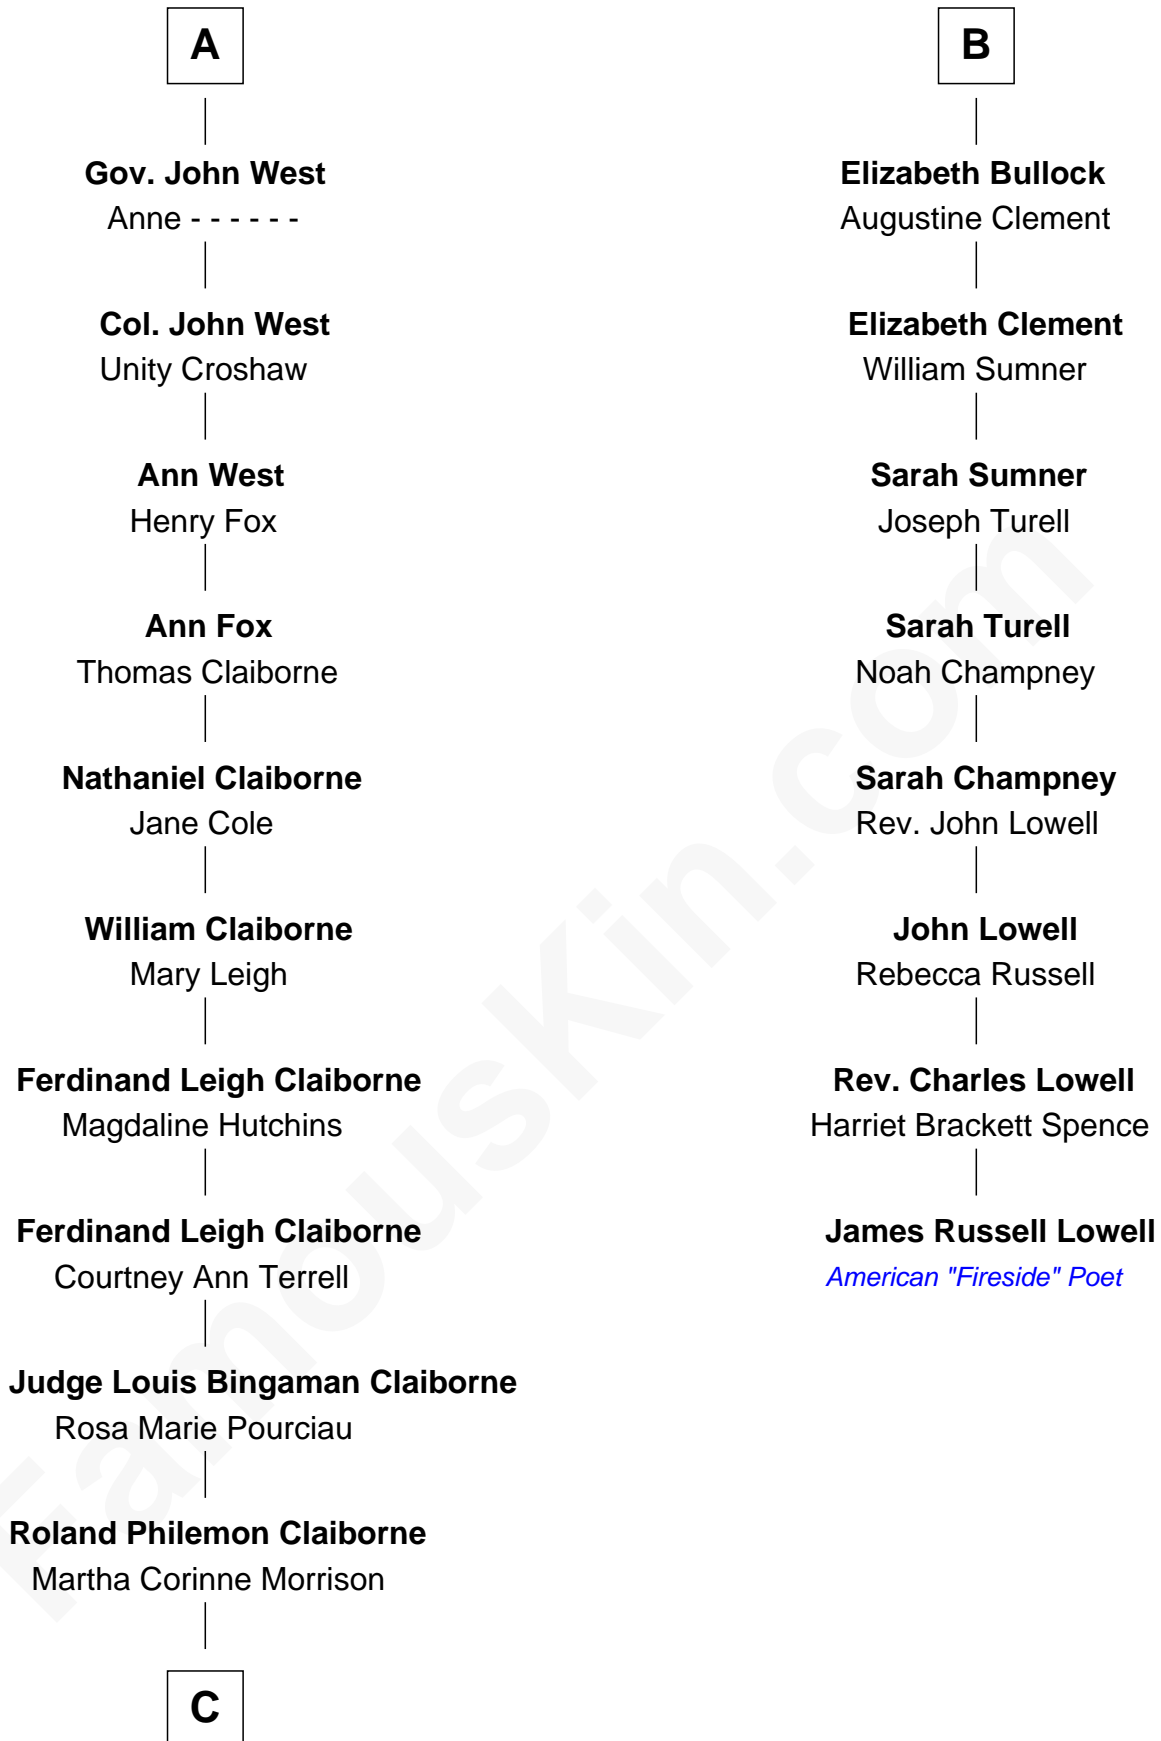 A
Gov. John West
Anne - - - - - -
Col. John West
Unity Croshaw
Ann West
Henry Fox
Ann Fox
Thomas Claiborne
Nathaniel Claiborne
Jane Cole
William Claiborne
Mary Leigh
Ferdinand Leigh Claiborne
Magdaline Hutchins
Ferdinand Leigh Claiborne
Courtney Ann Terrell
Judge Louis Bingaman Claiborne
Rosa Marie Pourciau
Roland Philemon Claiborne
Martha Corinne Morrison
C
B
Elizabeth Bullock
Augustine Clement
Elizabeth Clement
William Sumner
Sarah Sumner
Joseph Turell
Sarah Turell
Noah Champney
Sarah Champney
Rev. John Lowell
John Lowell
Rebecca Russell
Rev. Charles Lowell
Harriet Brackett Spence
James Russell Lowell
American "Fireside" Poet
FamousKin.com